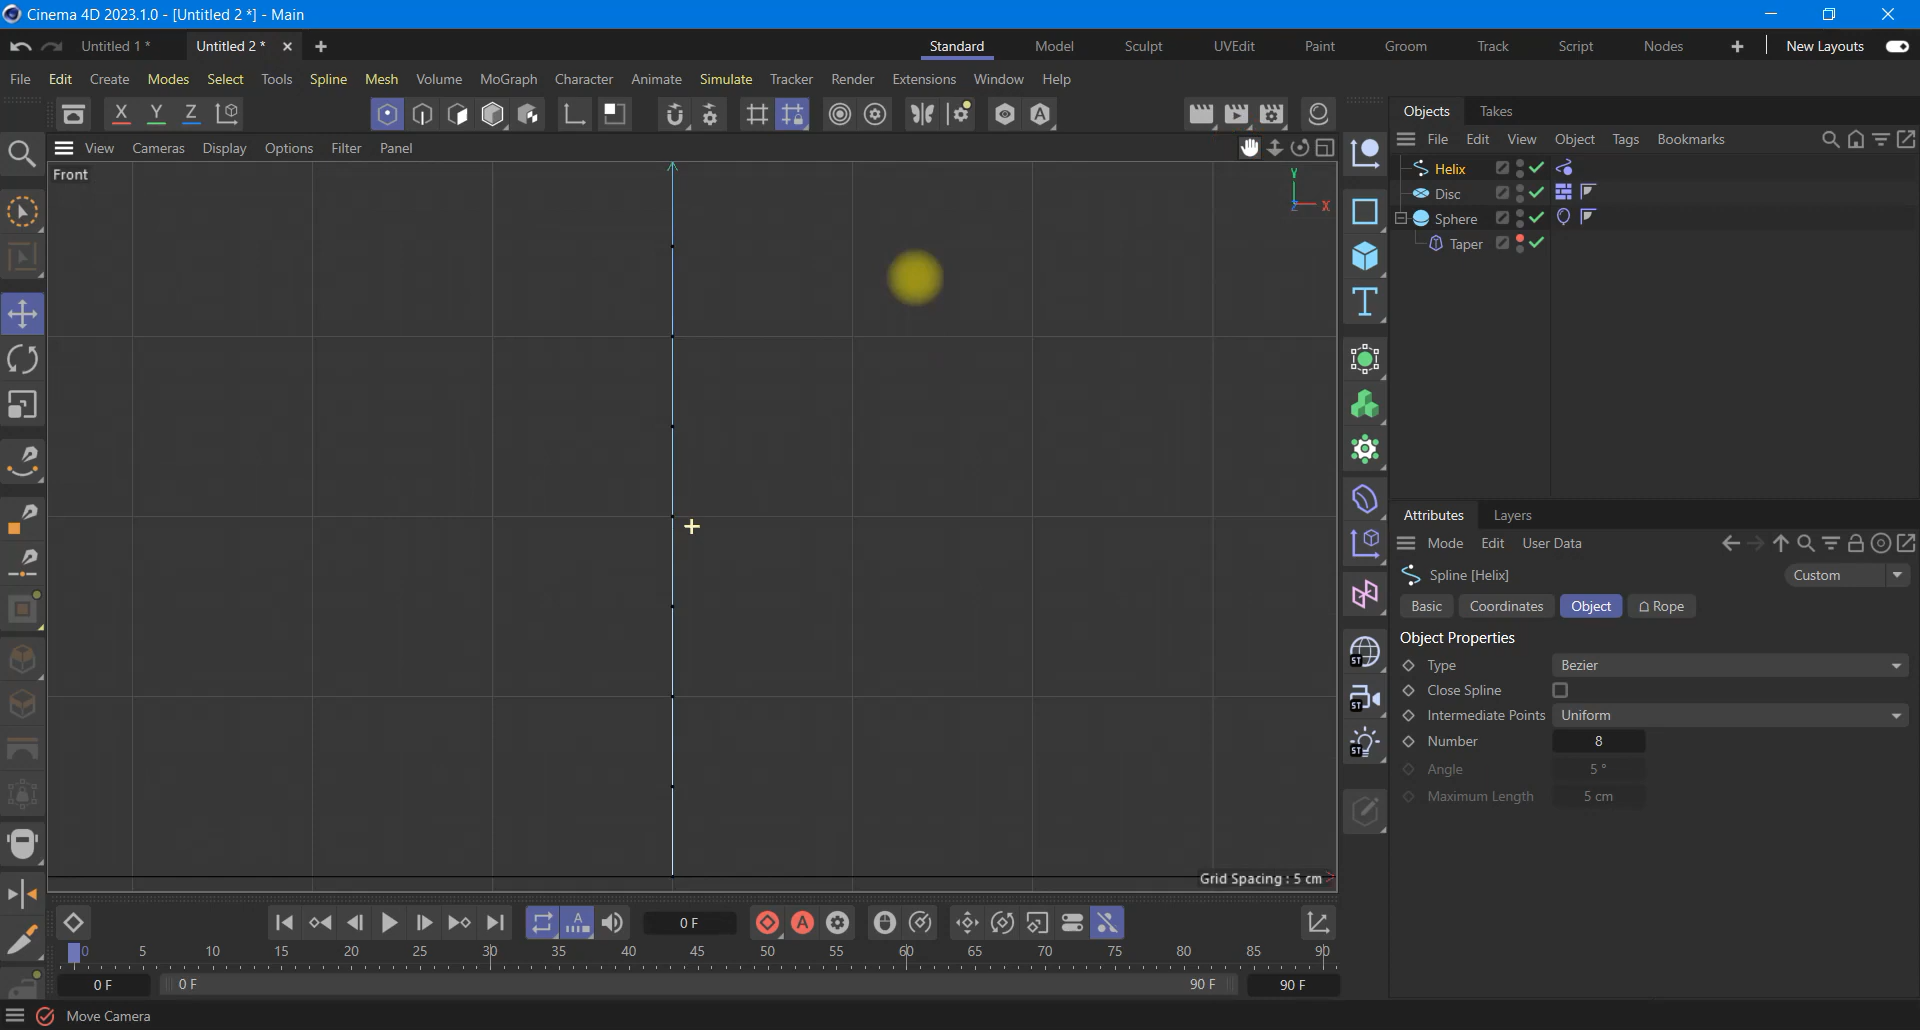 Cinema 4D 2023.1.0 - [Untitled 2 *] - Main
Untitled 1 *
Untitled 2 *
Standard
Model
Sculpt
UVEdit
Paint
Groom
Track
Script
Nodes
New Layouts
File Edit Create Modes Select Tools Spline Mesh Volume MoGraph Character Animate Simulate Tracker Render Extensions Window Help
X Y Z
A
Objects Takes
File Edit View Object Tags Bookmarks
View Cameras Display Options Filter Panel
Front
Y
Z X
Helix
Disc
Sphere
Taper
T
ST
ST
ST
Attributes Layers
Mode Edit User Data
Spline [Helix]
Custom
Basic Coordinates Object Rope
Object Properties
Type Bezier
Close Spline
Intermediate Points Uniform
Number 8
Angle 5 °
Maximum Length 5 cm
Grid Spacing : 5 cm
A
0 F
A
0 5 10 15 20 25 30 35 40 45 50 55 60 65 70 75 80 85 90
0 F 0 F 90 F 90 F
Move Camera